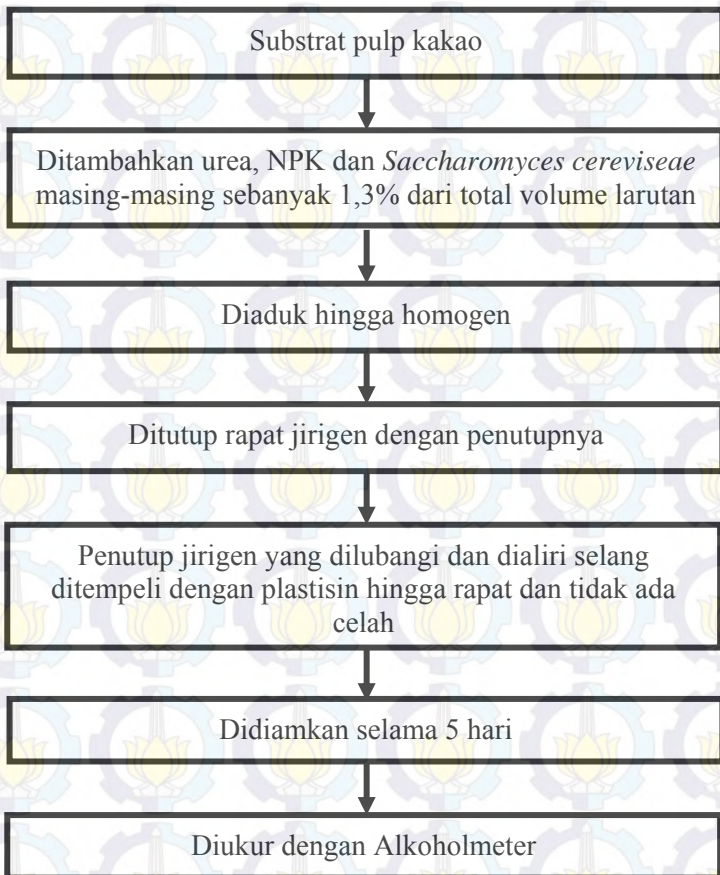 Substrat pulp kakao
Ditambahkan urea, NPK dan Saccharomyces cereviseae
masing-masing sebanyak 1,3% dari total volume larutan
Diaduk hingga homogen
Ditutup rapat jirigen dengan penutupnya
Penutup jirigen yang dilubangi dan dialiri selang
ditempeli dengan plastisin hingga rapat dan tidak ada
celah
Didiamkan selama 5 hari
Diukur dengan Alkoholmeter